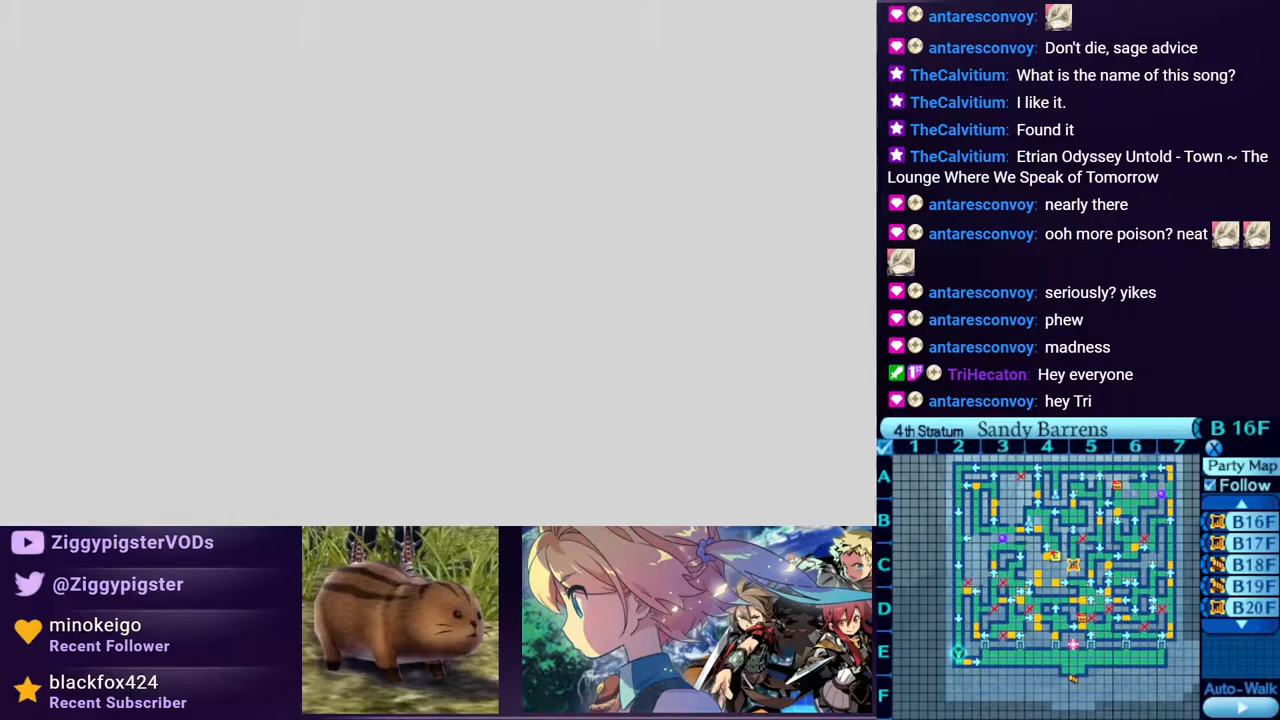 antaresconvoy:
antaresconvoy: Don't die, sage advice
TheCalvitium: What is the name of this song?
TheCalvitium: I like it.
TheCalvitium: Found it
TheCalvitium: Etrian Odyssey Untold - Town ~ The
Lounge Where We Speak of Tomorrow
antaresconvoy: nearly there
antaresconvoy: ooh more poison? neat
antaresconvoy: seriously? yikes
antaresconvoy: phew
antaresconvoy: madness
1ST TriHecaton: Hey everyone
antaresconvoy: hey Tri
4th Stratum Sandy Barrens B 16F
1 2 3 4 5 6 7
X
Party Map
Follow
A
B
C
D
E
F
B16F
B17F
B18F
B19F
B20F
Auto-Walk
ZiggypigsterVODs
@Ziggypigster
minokeigo
Recent Follower
blackfox424
Recent Subscriber